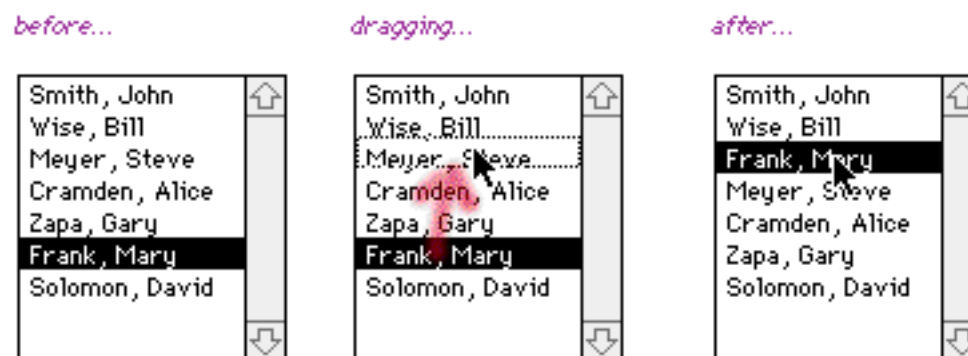 before...
Smith, John
Wise, Bill
Meyer, Steve
Cramden, Alice
Zapa, Gary
Frank, Mary
Solomon, David
dragging...
Smith, John
Wise, Bill
Meyer, Steve
Cramden, Alice
Zapa, Gary
Frank, Mary
Solomon, David
after...
Smith, John
Wise, Bill
Frank, Mary
Meyer, Steve
Cramden, Alice
Zapa, Gary
Solomon, David